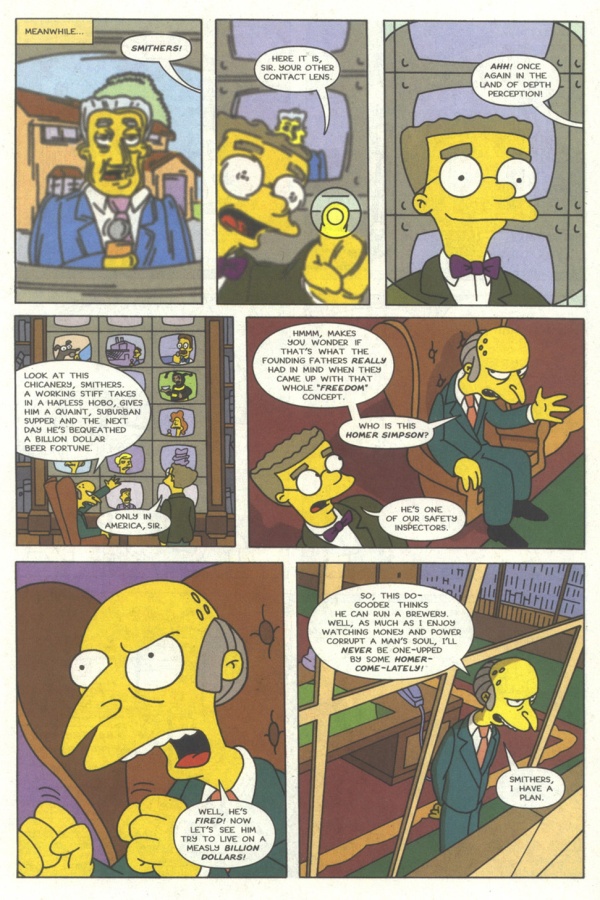 MEANWHILE...
SMITHERS!
HERE IT IS,
SIR. YOUR OTHER
CONTACT LENS.
AHH! ONCE
AGAIN IN THE
LAND OF DEPTH
PERCEPTION!
LOOK AT THIS
CHICANERY, SMITHERS.
A WORKING STIFF TAKES
IN A HAPLESS HOBO, GIVES
HIM A QUAINT, SUBURBAN
SUPPER AND THE NEXT
DAY HE'S BEQUEATHED
A BILLION DOLLAR
BEER FORTUNE.
ONLY IN
AMERICA, SIR.
HMMM, MAKES
YOU WONDER IF
THAT'S WHAT THE
FOUNDING FATHERS REALLY
HAD IN MIND WHEN THEY
CAME UP WITH THAT
WHOLE "FREEDOM"
CONCEPT.
WHO IS THIS
HOMER SIMPSON?
HE'S ONE
OF OUR SAFETY
INSPECTORS.
WELL, HE'S
FIRED! NOW
LET'S SEE HIM
TRY TO LIVE ON A
MEASLY BILLION
DOLLARS!
SO, THIS DO-
GOODER THINKS
HE CAN RUN A BREWERY.
WELL, AS MUCH AS I ENJOY
WATCHING MONEY AND POWER
CORRUPT A MAN'S SOUL, I'LL
NEVER BE ONE-UPPED
BY SOME HOMER-
COME-LATELY!
SMITHERS,
I HAVE A
PLAN.